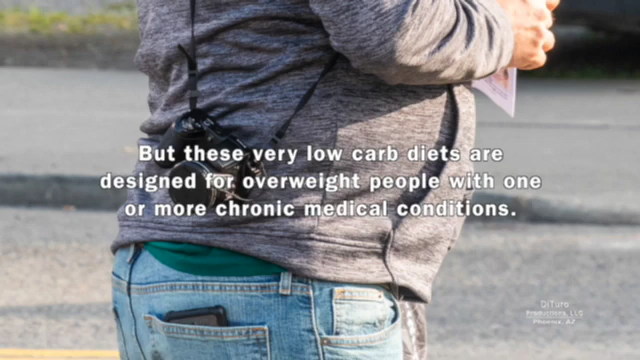 But these very low carb diets are
designed for overweight people with one
or more chronic medical conditions.
DiTuro
Productions, LLC
Phoenix, AZ